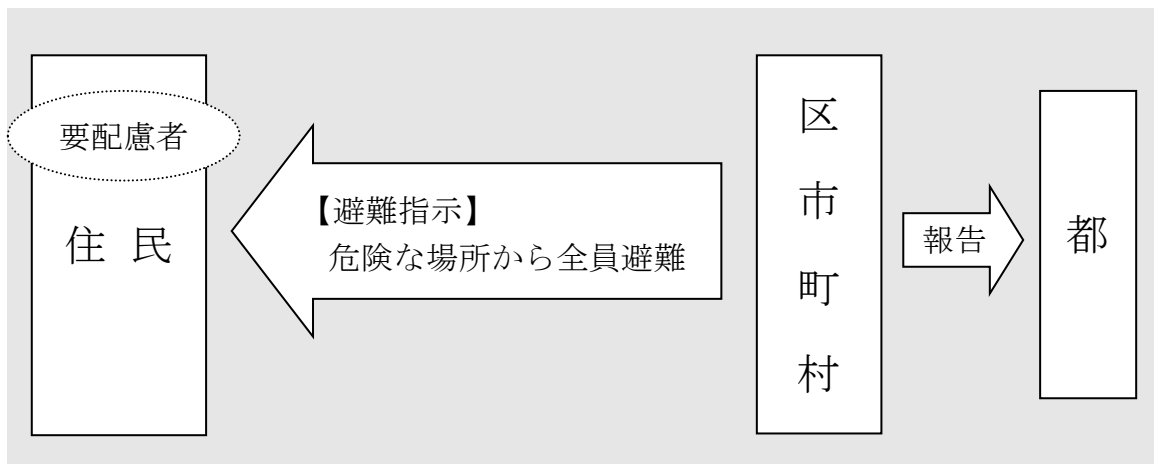 要配慮者
住民
【避難指示】
危険な場所から全員避難
区市町村
報告
都